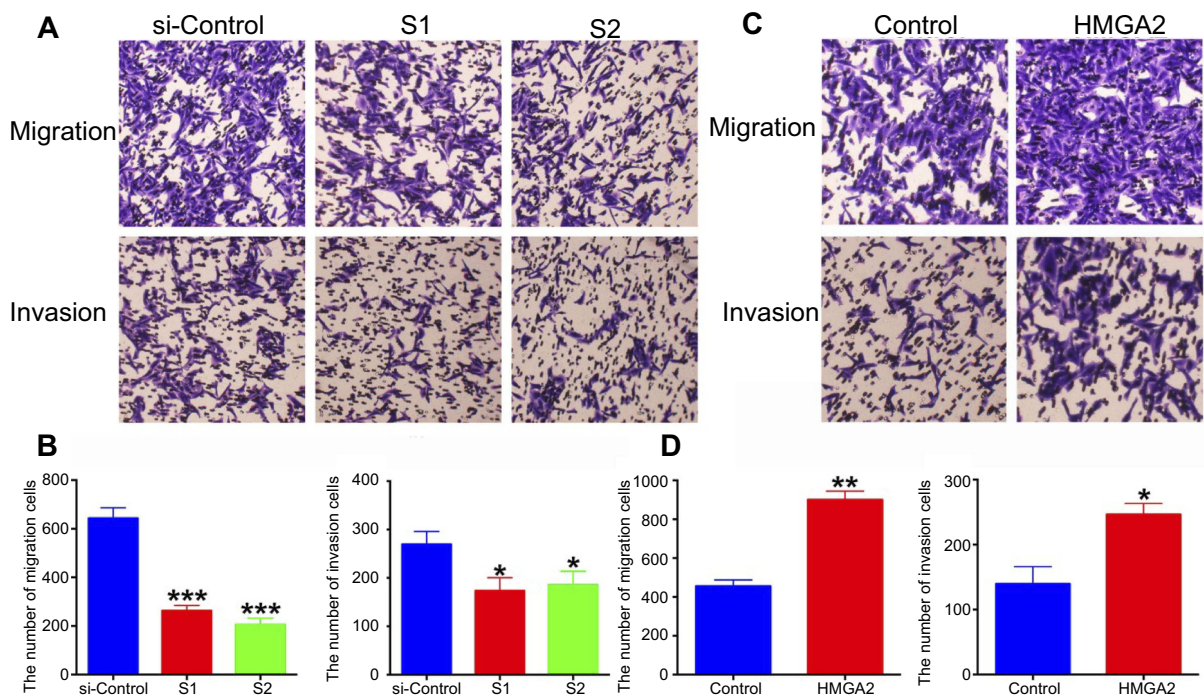 A
si-Control S1 S2
Migration
Invasion
C
Control HMGA2
Migration
Invasion
B
The number of migration cells
800
600
400
200
0
***
***
si-Control S1 S2
The number of invasion cells
400
300
200
100
0
*
*
si-Control S1 S2
D
The number of migration cells
1000
800
600
400
200
0
**
Control HMGA2
The number of invasion cells
300
250
100
0
*
Control HMGA2